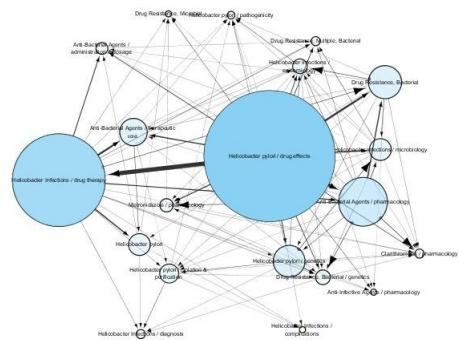 Drug Resistance, Microbial
Helicobacter pylori / pathogenicity
Anti-Bacterial Agents /
administration & dosage
Drug Resistance, Multiple, Bacterial
Helicobacter Infections /
Drug Resistance, Bacterial
Anti-Bacterial Agents / therapeutic
use
Helicobacter Infections / microbiology
Helicobacter pylori / drug effects
Helicobacter Infections / drug therapy
Metronidazole / pharmacology
Anti-Bacterial Agents / pharmacology
Helicobacter pylori
Clarithromycin / pharmacology
Helicobacter pylori / genetics
Helicobacter pylori / isolation &
purification
Drug Resistance, Bacterial / genetics
Anti-Infective Agents / pharmacology
Helicobacter Infections /
complications
Helicobacter Infections / diagnosis